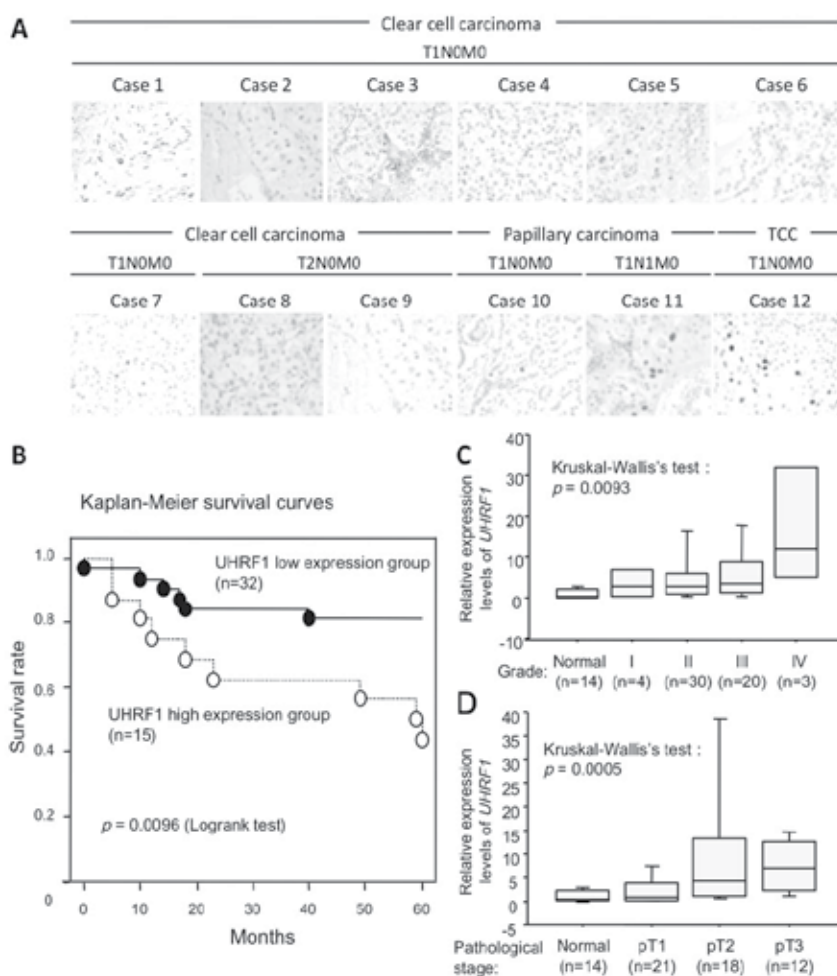 A
Clear cell carcinoma
T1N0M0
Case 1 Case 2 Case 3 Case 4 Case 5 Case 6
Clear cell carcinoma Papillary carcinoma TCC
T1N0M0 T2N0M0 T1N0M0 T1N1M0 T1N0M0
Case 7 Case 8 Case 9 Case 10 Case 11 Case 12
B
Kaplan-Meier survival curves
Survival rate
1.0
0.8
0.6
0.4
0.2
0
UHRF1 low expression group
(n=32)
UHRF1 high expression group
(n=15)
p = 0.0096 (Logrank test)
0 10 20 30 40 50 60
Months
C
Relative expression
levels of UHRF1
40
30
20
10
0
-10
Kruskal-Wallis's test :
p = 0.0093
Grade: Normal I II III IV
(n=14) (n=4) (n=30) (n=20) (n=3)
D
Relative expression
levels of UHRF1
40
35
30
25
20
15
10
5
0
-5
Kruskal-Wallis's test :
p = 0.0005
Pathological
stage:
Normal pT1 pT2 pT3
(n=14) (n=21) (n=18) (n=12)